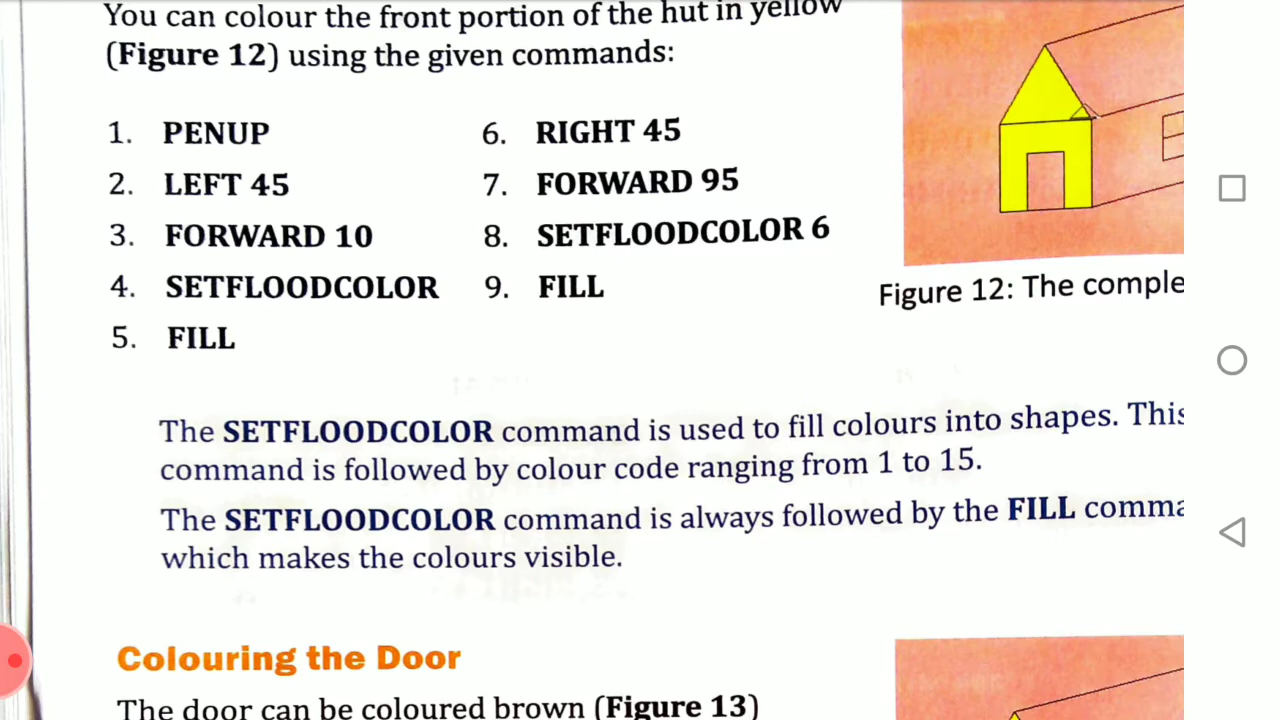 You can colour the front portion of the hut in yellow
(Figure 12) using the given commands:
1. PENUP
2. LEFT 45
3. FORWARD 10
4. SETFLOODCOLOR
5. FILL
6. RIGHT 45
7. FORWARD 95
8. SETFLOODCOLOR 6
9. FILL
Figure 12: The comple
The SETFLOODCOLOR command is used to fill colours into shapes. This
command is followed by colour code ranging from 1 to 15.
The SETFLOODCOLOR command is always followed by the FILL comma
which makes the colours visible.
Colouring the Door
The door can be coloured brown (Figure 13)